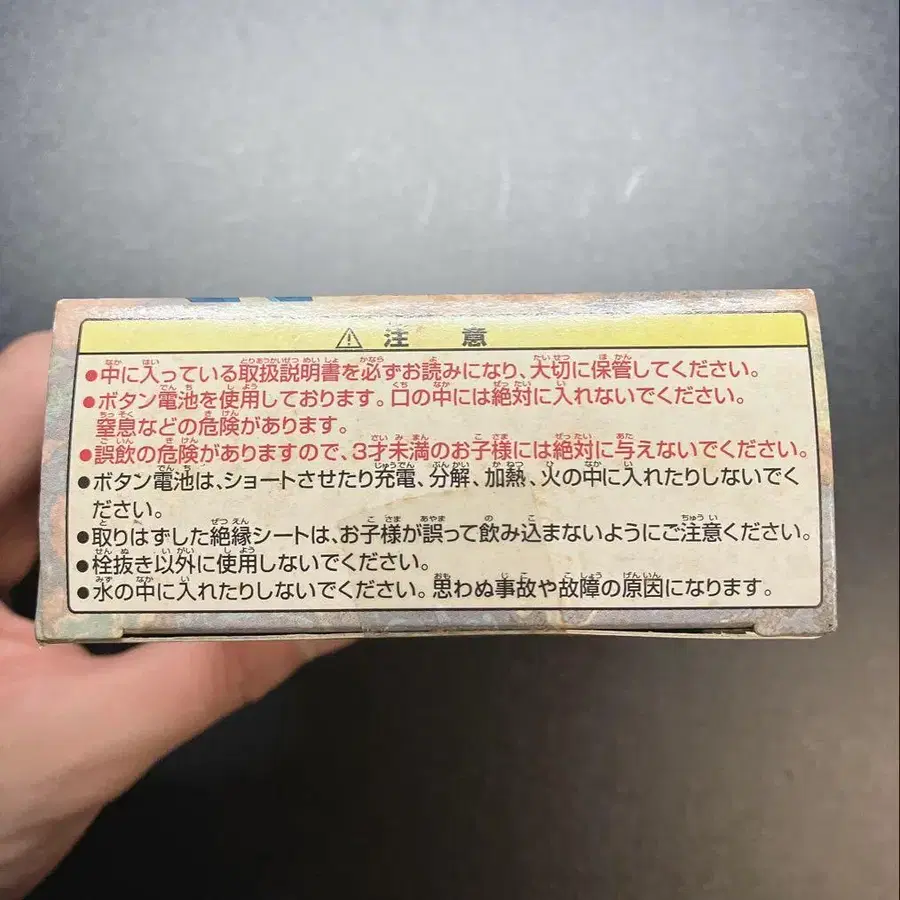 ⚠ 注意
●中に入っている取扱説明書を必ずお読みになり、大切に保管してください。
●ボタン電池を使用しております。口の中には絶対に入れないでください。
窒息などの危険があります。
●誤飲の危険がありますので、3才未満のお子様には絶対に与えないでください。
●ボタン電池は、ショートさせたり充電、分解、加熱、火の中に入れたりしないでく
ださい。
●取りはずした絶縁シートは、お子様が誤って飲み込まないようにご注意ください。
●栓抜き以外に使用しないでください。
●水の中に入れたりしないでください。思わぬ事故や故障の原因になります。